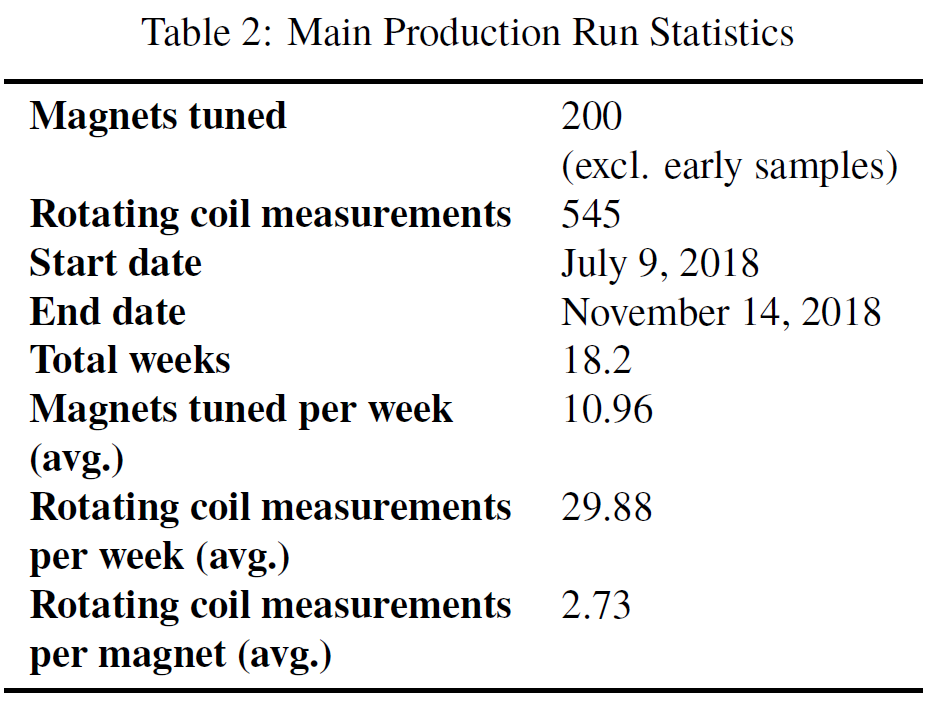 Table 2: Main Production Run Statistics
Magnets tuned 200
(excl. early samples)
Rotating coil measurements 545
Start date July 9, 2018
End date November 14, 2018
Total weeks 18.2
Magnets tuned per week 10.96
(avg.)
Rotating coil measurements 29.88
per week (avg.)
Rotating coil measurements 2.73
per magnet (avg.)